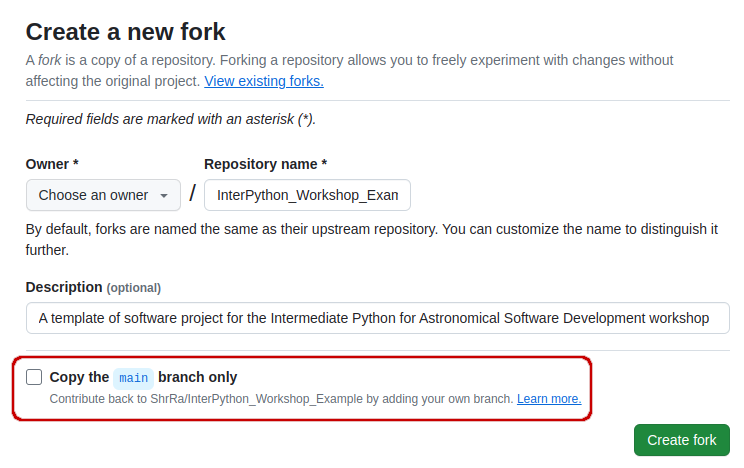 Create a new fork
A fork is a copy of a repository. Forking a repository allows you to freely experiment with changes without
affecting the original project. View existing forks.
Required fields are marked with an asterisk (*).
Owner *
Repository name *
Choose an owner
/
InterPython_Workshop_Exam
By default, forks are named the same as their upstream repository. You can customize the name to distinguish it
further.
Description (optional)
A template of software project for the Intermediate Python for Astronomical Software Development workshop
Copy the main branch only
Contribute back to ShrRa/InterPython_Workshop_Example by adding your own branch. Learn more.
Create fork